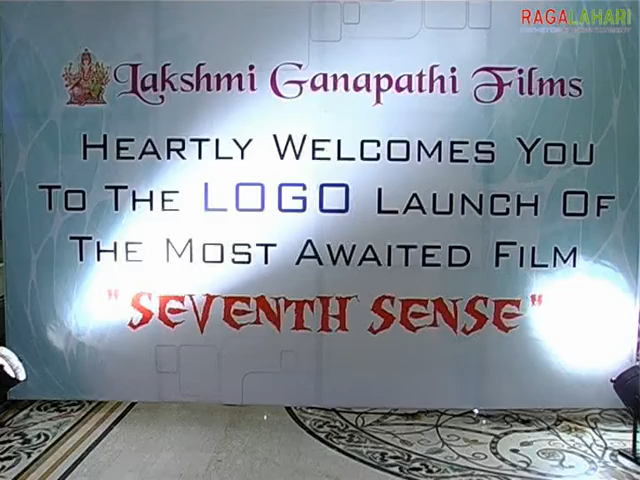 RAGALAHARI
Lakshmi Ganapathi Films
HEARTLY WELCOMES YOU
TO THE LOGO LAUNCH OF
THE MOST AWAITED FILM
"SEVENTH SENSE"